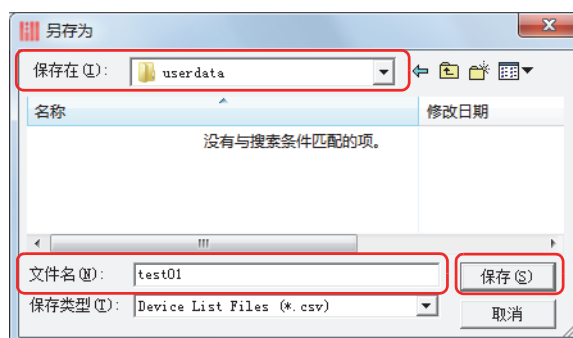 另存为
保存在(I): userdata
名称 修改日期
没有与搜索条件匹配的项。
文件名(N): test01 保存(S)
保存类型(T): Device List Files (*.csv) 取消